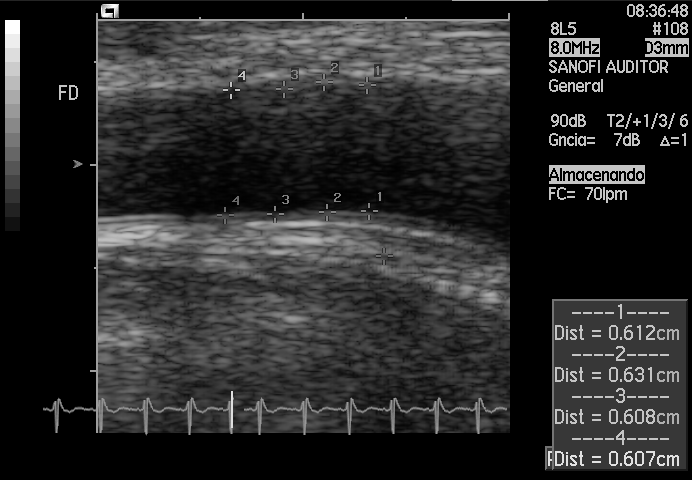 08:36:48
8L5 #108
8.0MHz D3mm
SANOFI AUDITOR
General
FD
90dB T2/+1/3/ 6
Gncia= 7dB Δ=1
Almacenando
FC= 70lpm
4 3 2 1
4 3 2 1
----1----
Dist = 0.612cm
----2----
Dist = 0.631cm
----3----
Dist = 0.608cm
----4----
Dist = 0.607cm